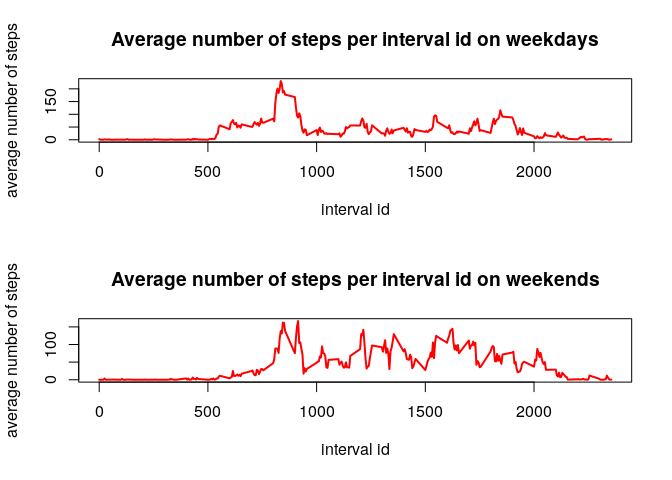 Average number of steps per interval id on weekdays
average number of steps
150
0
0
500
1000
1500
2000
interval id
Average number of steps per interval id on weekends
average number of steps
100
0
0
500
1000
1500
2000
interval id